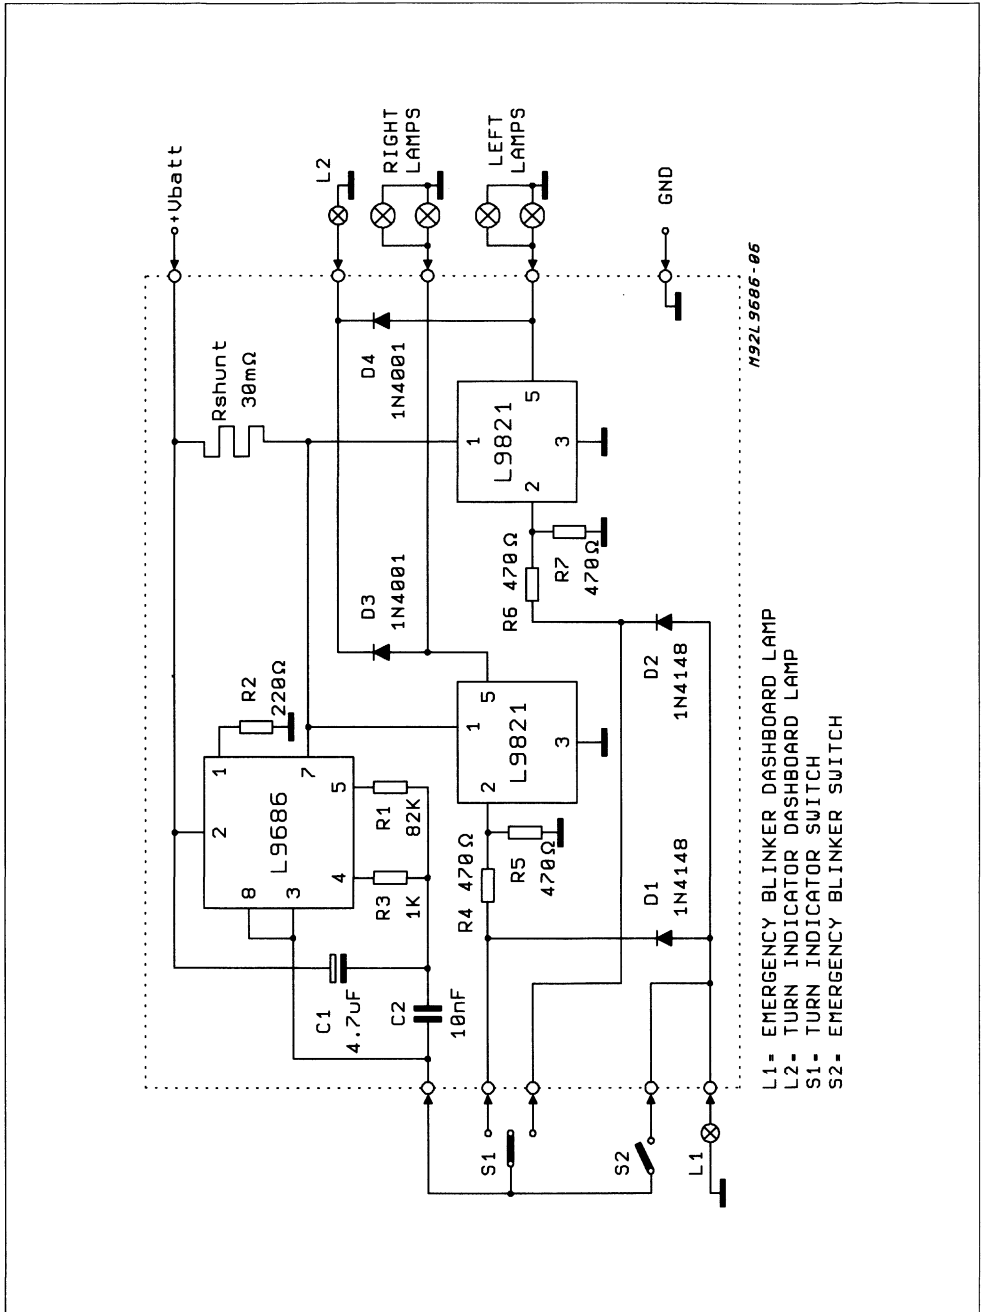 +Vbatt
L2
RIGHT
LAMPS
LEFT
LAMPS
GND
Rshunt
30mΩ
D4
1N4001
1
L9821
5
2
3
R6 470Ω
R7
470Ω
D3
1N4001
R2
220Ω
1
2
L9686
7
8
3
5
4
R1
82K
R3
1K
C1
4.7uF
C2
10nF
1
L9821
5
2
3
R4 470Ω
R5
470Ω
D2
1N4148
D1
1N4148
S1
S2
L1
M92L9686-06
L1= EMERGENCY BLINKER DASHBOARD LAMP
L2= TURN INDICATOR DASHBOARD LAMP
S1= TURN INDICATOR SWITCH
S2= EMERGENCY BLINKER SWITCH